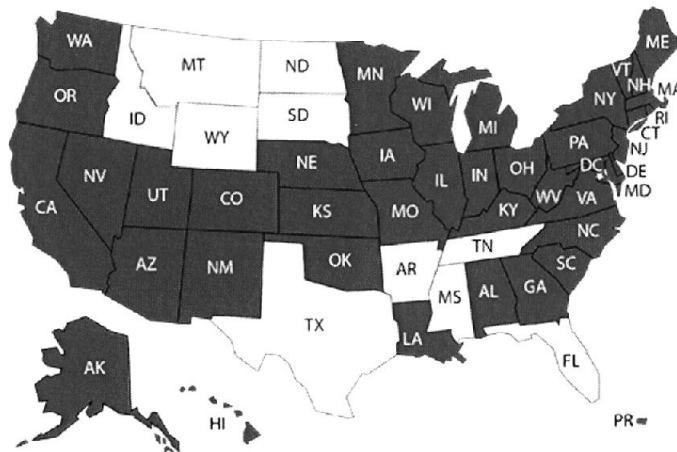 WA
MT
ND
MN
ME
VT
NH
MA
OR
ID
SD
WI
NY
RI
WY
MI
CT
IA
PA
NJ
NE
NV
UT
CO
IL
IN
OH
DC
DE
CA
KS
MO
WV
VA
MD
KY
NC
AZ
NM
OK
TN
AR
SC
MS
AL
GA
TX
LA
FL
AK
HI
PR